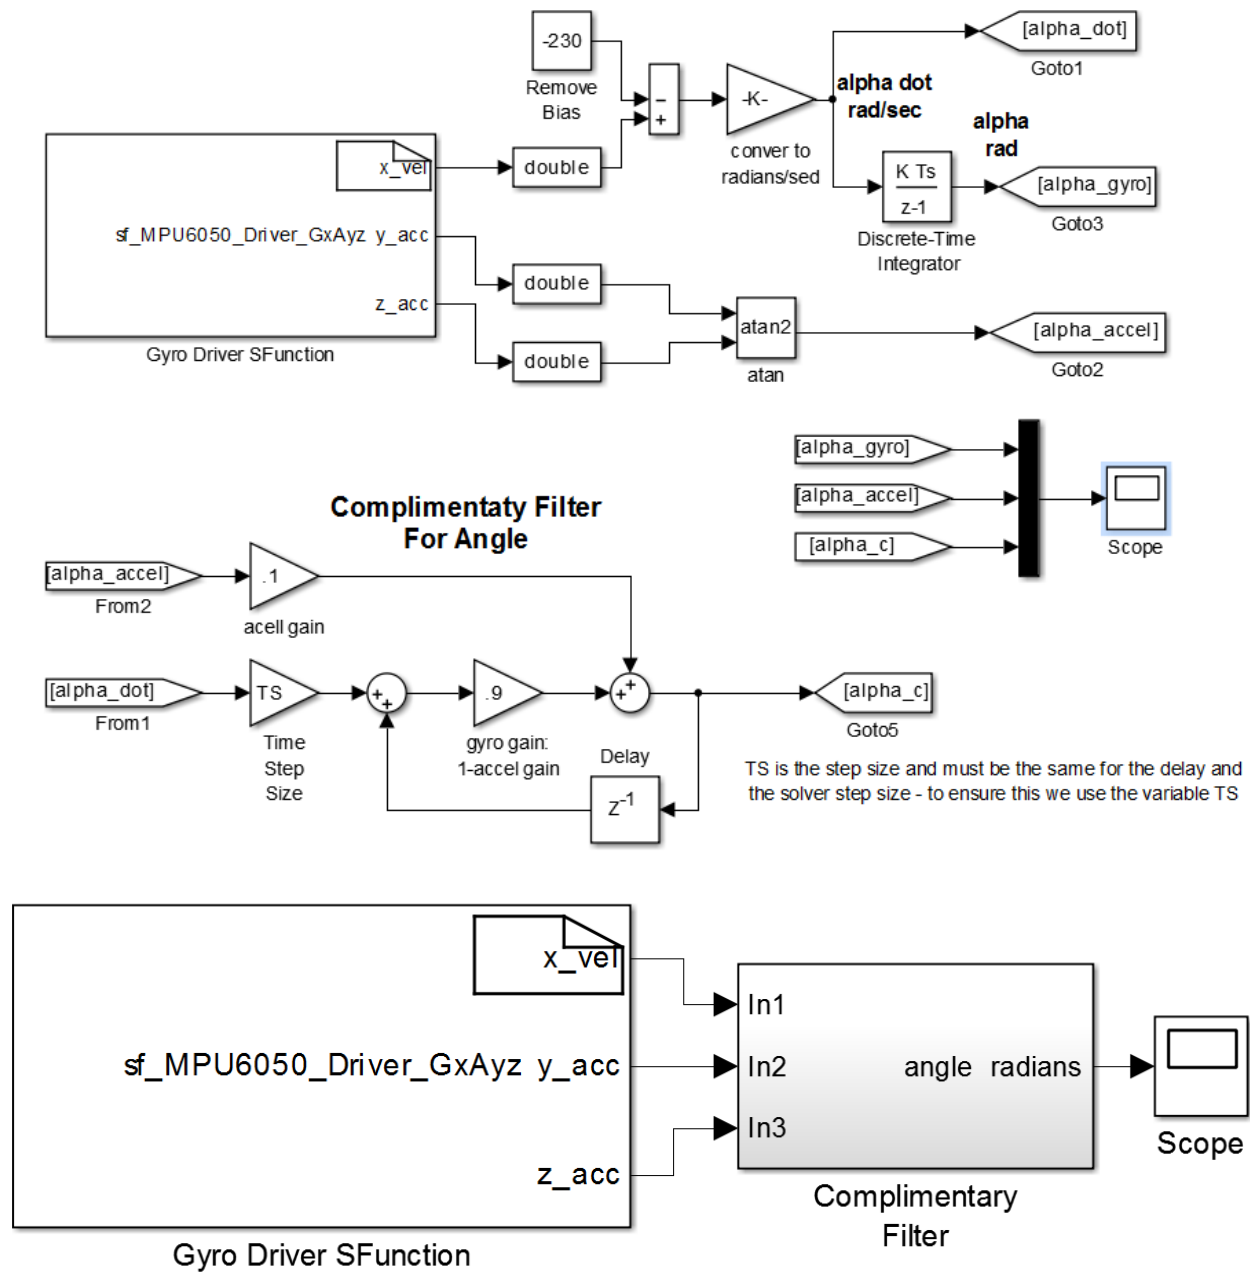 -230
Remove
Bias
−
+
-K-
conver to
radians/sed
alpha dot
rad/sec
[alpha_dot]
Goto1
alpha
rad
K Ts
z-1
Discrete-Time
Integrator
[alpha_gyro]
Goto3
x_vel
sf_MPU6050_Driver_GxAyz y_acc
z_acc
Gyro Driver SFunction
double
double
double
atan2
atan
[alpha_accel]
Goto2
[alpha_gyro]
[alpha_accel]
[alpha_c]
Scope
Complimentaty Filter
For Angle
[alpha_accel]
From2
.1
acell gain
[alpha_dot]
From1
TS
Time
Step
Size
+
+
.9
gyro gain:
1-accel gain
+
+
Delay
z-1
[alpha_c]
Goto5
TS is the step size and must be the same for the delay and
the solver step size - to ensure this we use the variable TS
x_vel
sf_MPU6050_Driver_GxAyz y_acc
z_acc
Gyro Driver SFunction
In1
In2
In3
angle radians
Complimentary
Filter
Scope